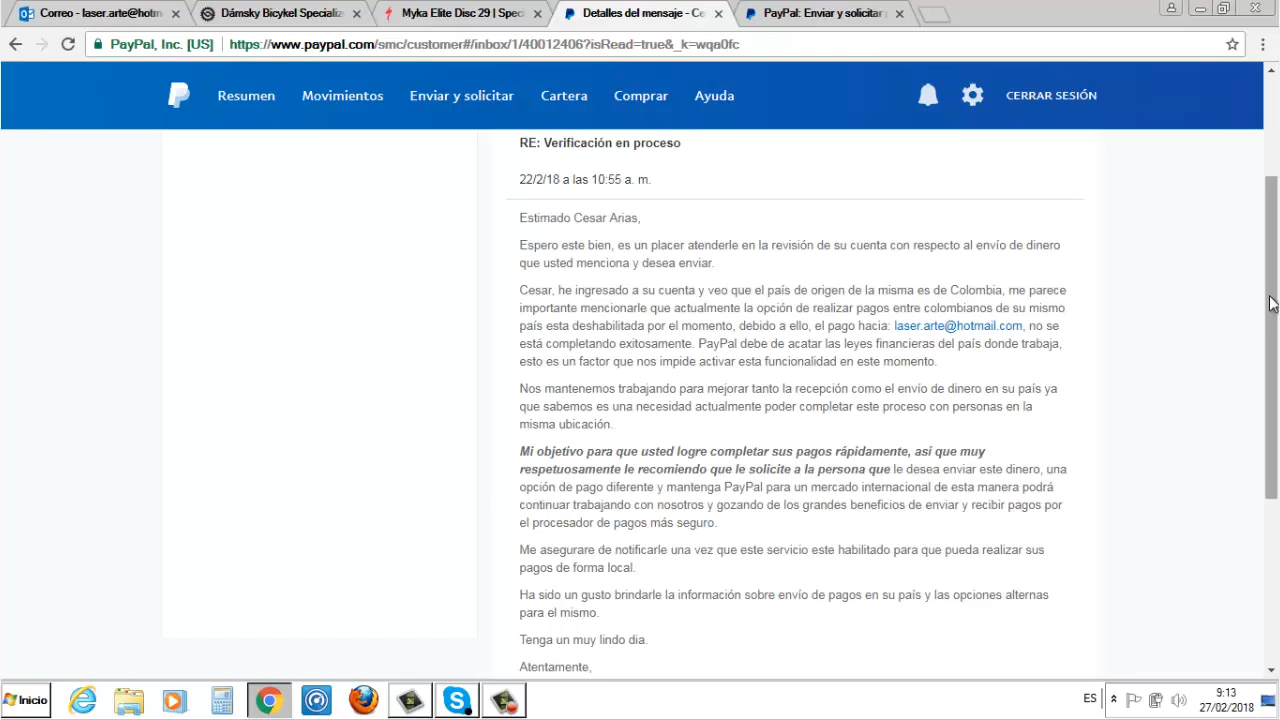 Correo - laser.arte@hotm
Dámsky Bicykel Specializ
Myka Elite Disc 29 | Spec
Detalles del mensaje - Ce
PayPal: Enviar y solicitar
PayPal, Inc. [US]
https://www.paypal.com/smc/customer#/inbox/1/40012406?isRead=true&_k=wqa0fc
Resumen
Movimientos
Enviar y solicitar
Cartera
Comprar
Ayuda
CERRAR SESIÓN
RE: Verificación en proceso
22/2/18 a las 10:55 a. m.
Estimado Cesar Arias,
Espero este bien, es un placer atenderle en la revisión de su cuenta con respecto al envío de dinero
que usted menciona y desea enviar.
Cesar, he ingresado a su cuenta y veo que el país de origen de la misma es de Colombia, me parece
importante mencionarle que actualmente la opción de realizar pagos entre colombianos de su mismo
país esta deshabilitada por el momento, debido a ello, el pago hacia: laser.arte@hotmail.com, no se
está completando exitosamente. PayPal debe de acatar las leyes financieras del país donde trabaja,
esto es un factor que nos impide activar esta funcionalidad en este momento.
Nos mantenemos trabajando para mejorar tanto la recepción como el envío de dinero en su país ya
que sabemos es una necesidad actualmente poder completar este proceso con personas en la
misma ubicación.
Mi objetivo para que usted logre completar sus pagos rápidamente, así que muy
respetuosamente le recomiendo que le solicite a la persona que le desea enviar este dinero, una
opción de pago diferente y mantenga PayPal para un mercado internacional de esta manera podrá
continuar trabajando con nosotros y gozando de los grandes beneficios de enviar y recibir pagos por
el procesador de pagos más seguro.
Me asegurare de notificarle una vez que este servicio este habilitado para que pueda realizar sus
pagos de forma local.
Ha sido un gusto brindarle la información sobre envío de pagos en su país y las opciones alternas
para el mismo.
Tenga un muy lindo dia.
Atentamente,
Inicio
ES
9:13
27/02/2018